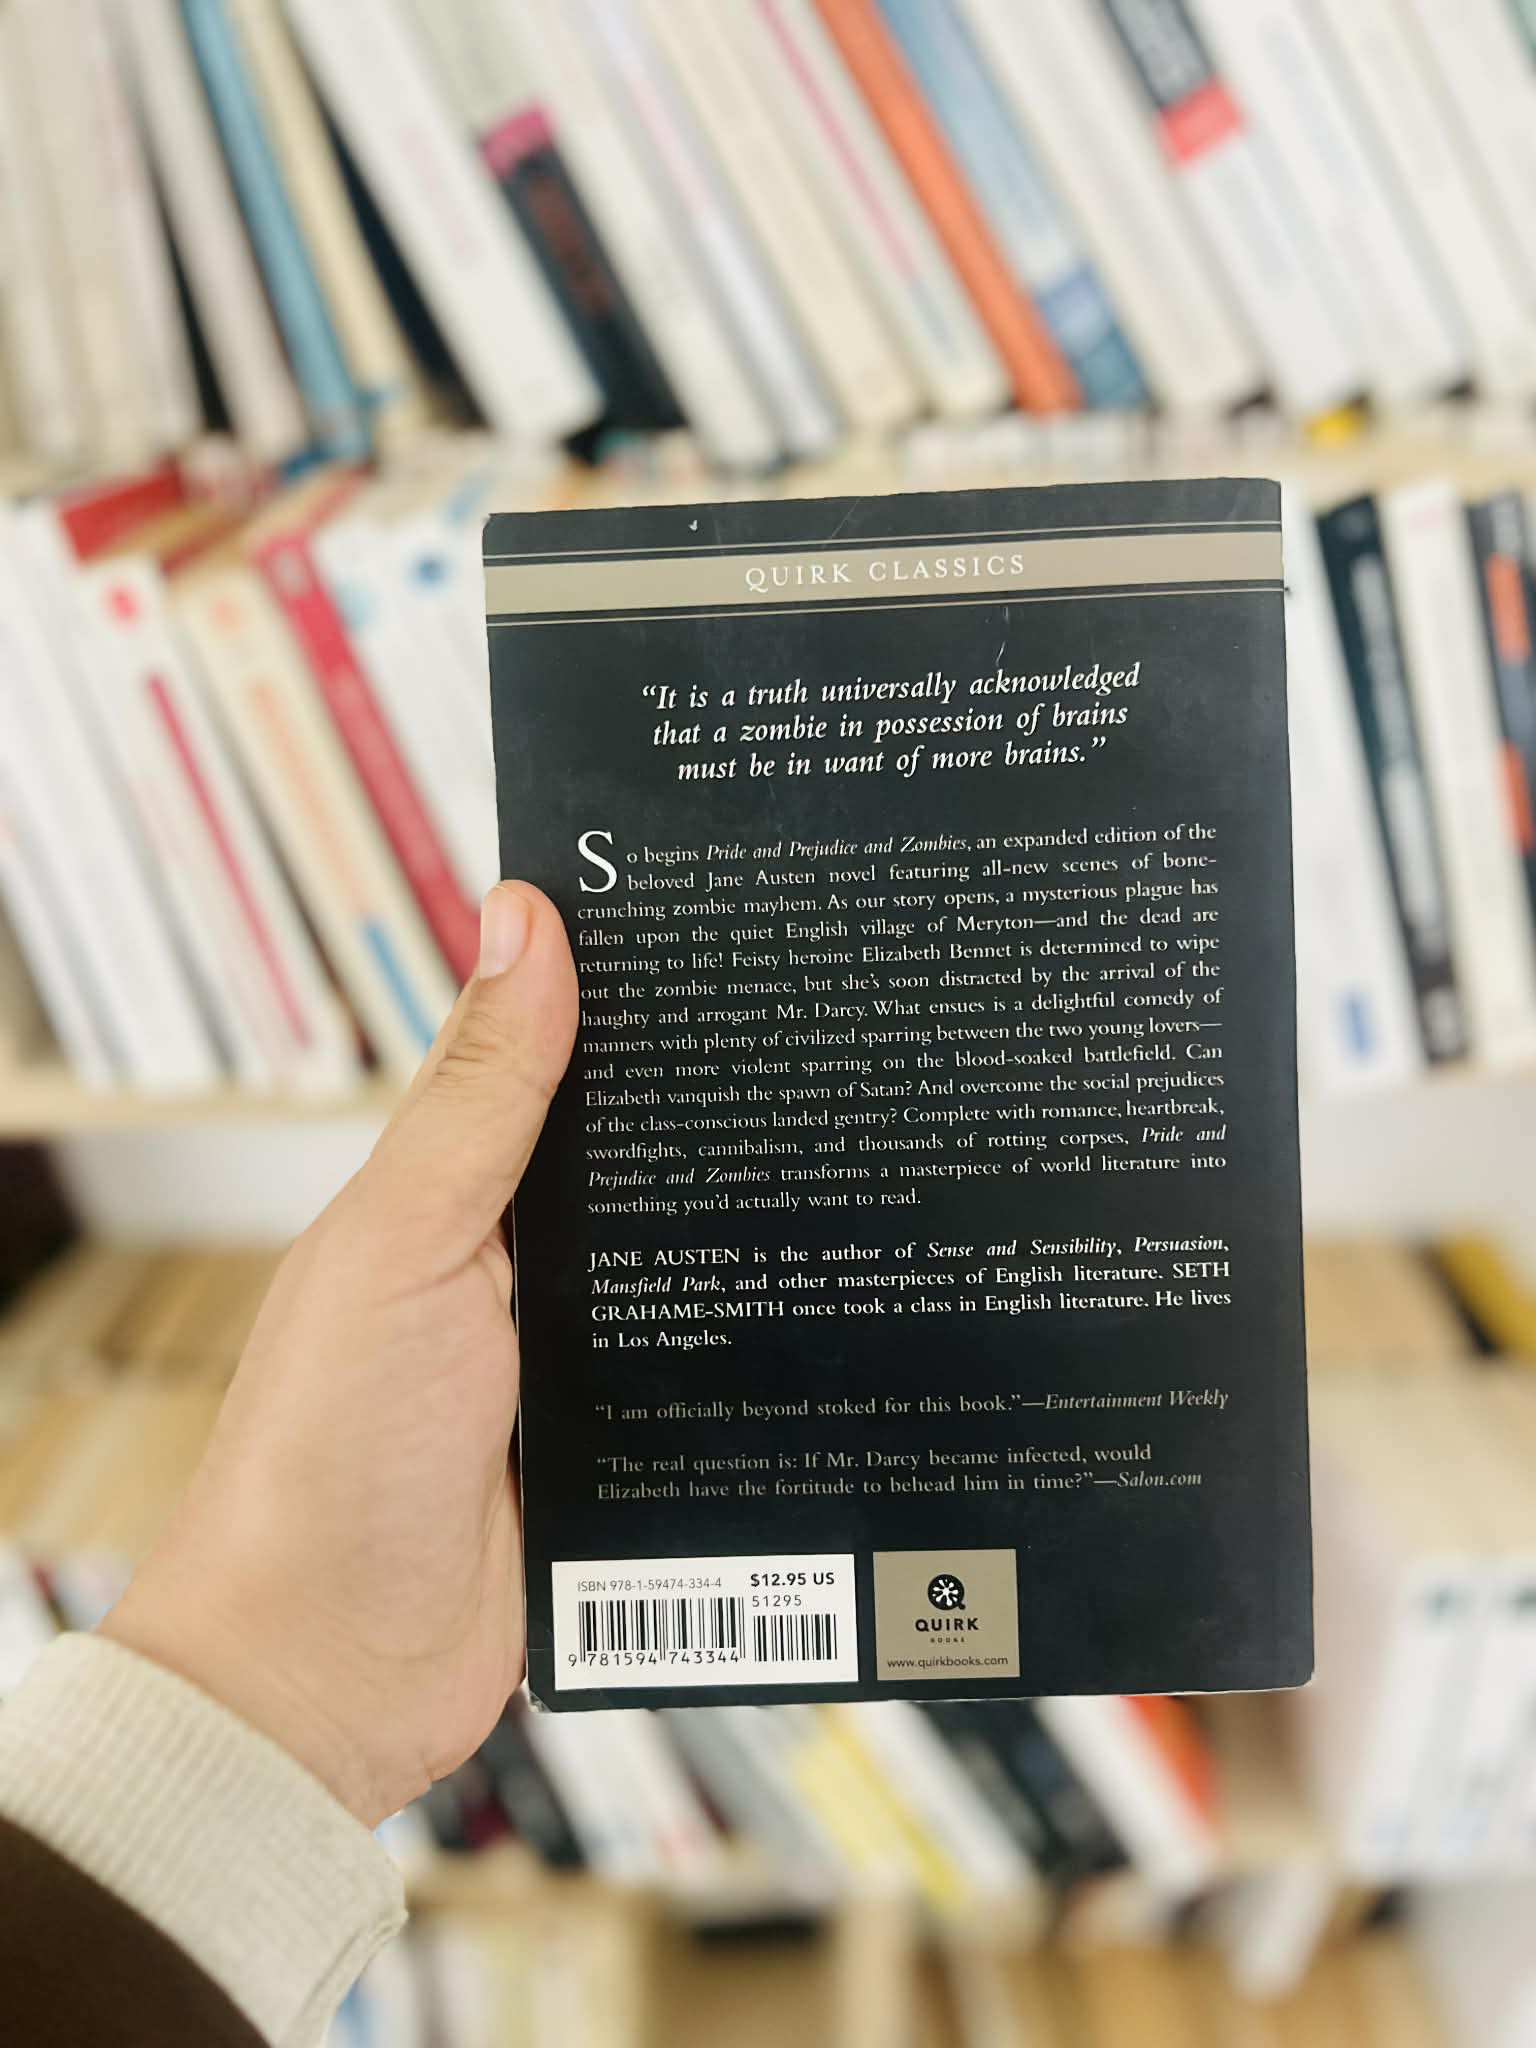 QUIRK CLASSICS
“It is a truth universally acknowledged
that a zombie in possession of brains
must be in want of more brains.”
So begins Pride and Prejudice and Zombies, an expanded edition of the
beloved Jane Austen novel featuring all-new scenes of bone-
crunching zombie mayhem. As our story opens, a mysterious plague has
fallen upon the quiet English village of Meryton—and the dead are
returning to life! Feisty heroine Elizabeth Bennet is determined to wipe
out the zombie menace, but she’s soon distracted by the arrival of the
haughty and arrogant Mr. Darcy. What ensues is a delightful comedy of
manners with plenty of civilized sparring between the two young lovers—
and even more violent sparring on the blood-soaked battlefield. Can
Elizabeth vanquish the spawn of Satan? And overcome the social prejudices
of the class-conscious landed gentry? Complete with romance, heartbreak,
swordfights, cannibalism, and thousands of rotting corpses, Pride and
Prejudice and Zombies transforms a masterpiece of world literature into
something you’d actually want to read.
JANE AUSTEN is the author of Sense and Sensibility, Persuasion,
Mansfield Park, and other masterpieces of English literature. SETH
GRAHAME-SMITH once took a class in English literature. He lives
in Los Angeles.
“I am officially beyond stoked for this book.”—Entertainment Weekly
“The real question is: If Mr. Darcy became infected, would
Elizabeth have the fortitude to behead him in time?”—Salon.com
ISBN 978-1-59474-334-4
$12.95 US
51295
9 781594 743344
QUIRK
BOOKS
www.quirkbooks.com